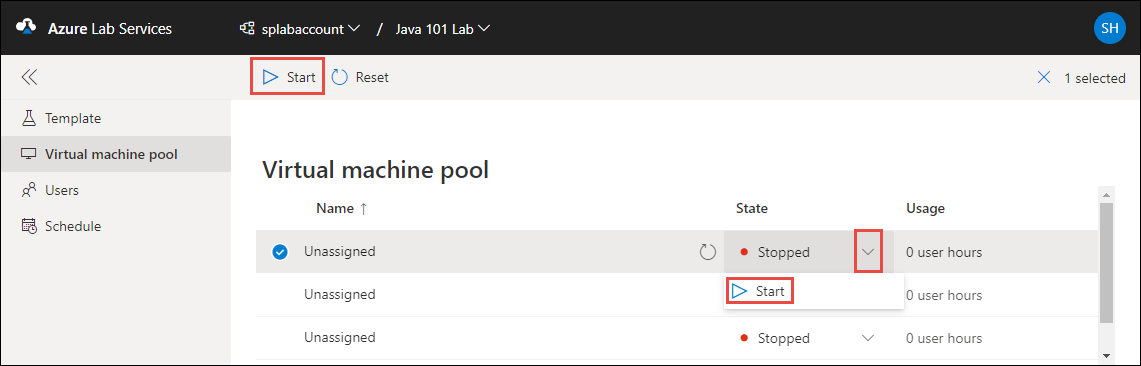 Azure Lab Services splabaccount / Java 101 Lab SH
Start Reset 1 selected
Template
Virtual machine pool
Users
Schedule
Virtual machine pool
Name ↑ State Usage
Unassigned Stopped 0 user hours
Start
Unassigned 0 user hours
Unassigned Stopped 0 user hours